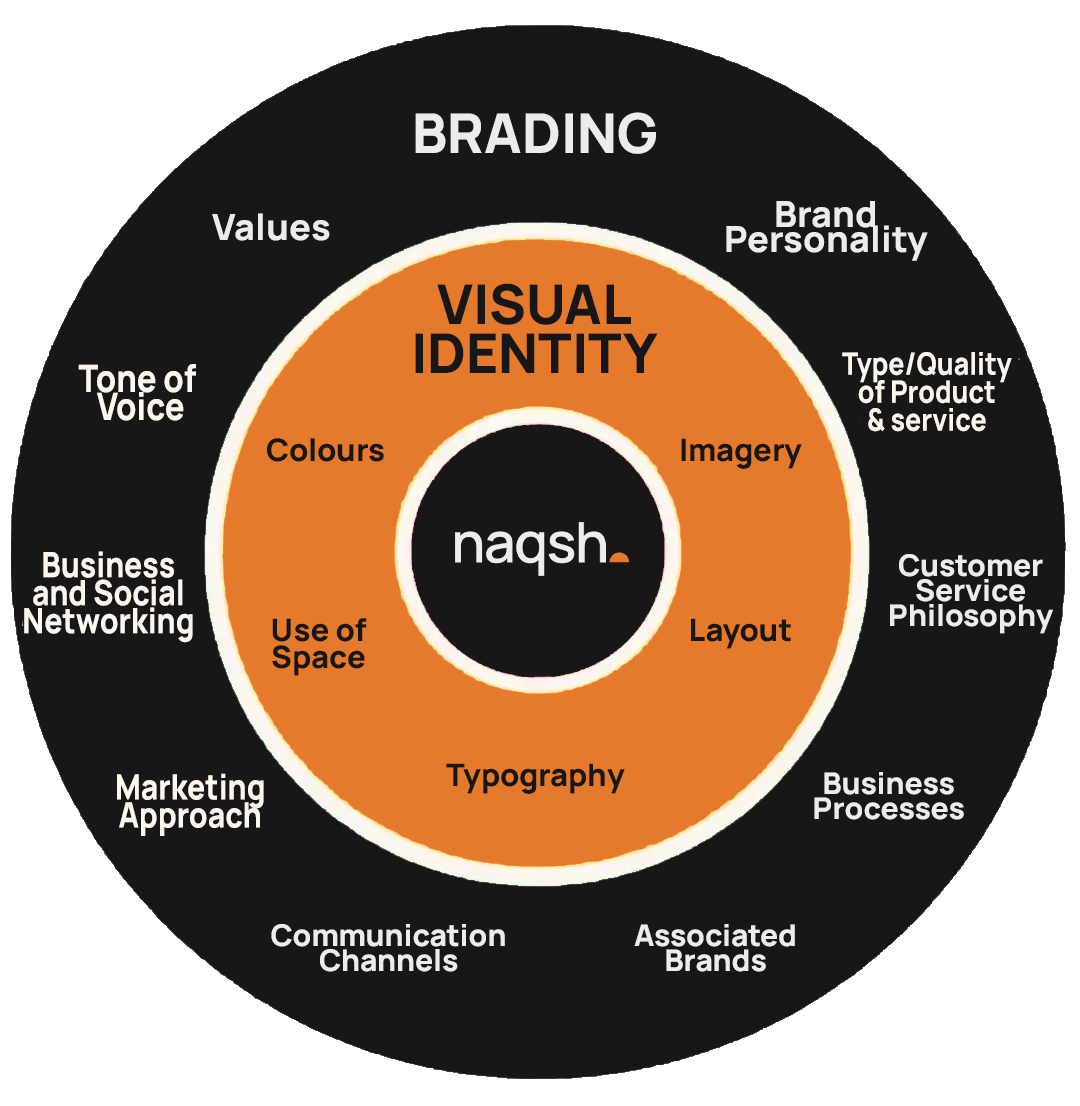 BRADING
Values
Brand
Personality
VISUAL
IDENTITY
Tone of
Voice
Type/Quality
of Product
& service
Colours
Imagery
naqsh
Business
and Social
Networking
Customer
Service
Philosophy
Use of
Space
Layout
Typography
Marketing
Approach
Business
Processes
Communication
Channels
Associated
Brands